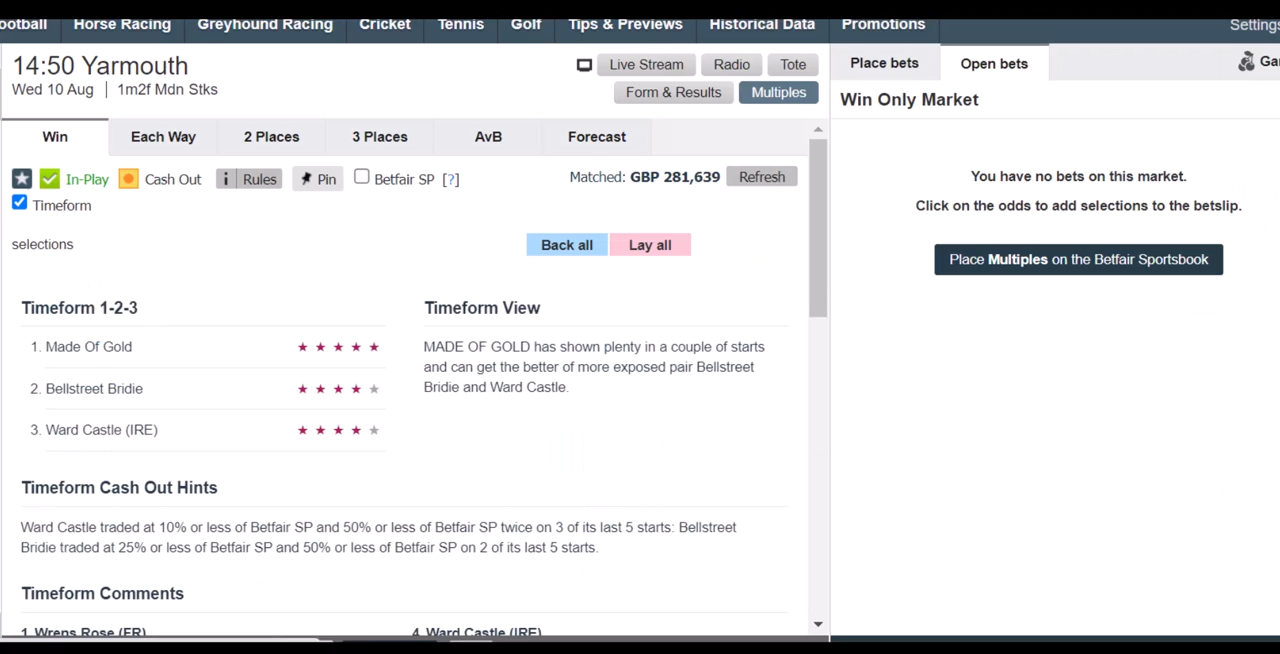 ootball Horse Racing Greyhound Racing Cricket Tennis Golf Tips & Previews Historical Data Promotions Settings
14:50 Yarmouth
Wed 10 Aug | 1m2f Mdn Stks
Live Stream Radio Tote
Form & Results Multiples
Win Each Way 2 Places 3 Places AvB Forecast
In-Play Cash Out i Rules Pin Betfair SP [?] Matched: GBP 281,639 Refresh
Timeform
selections Back all Lay all
Timeform 1-2-3
1. Made Of Gold
2. Bellstreet Bridie
3. Ward Castle (IRE)
Timeform View
MADE OF GOLD has shown plenty in a couple of starts
and can get the better of more exposed pair Bellstreet
Bridie and Ward Castle.
Timeform Cash Out Hints
Ward Castle traded at 10% or less of Betfair SP and 50% or less of Betfair SP twice on 3 of its last 5 starts: Bellstreet
Bridie traded at 25% or less of Betfair SP and 50% or less of Betfair SP on 2 of its last 5 starts.
Timeform Comments
1. Wrens Rose (FR) 4. Ward Castle (IRE)
Place bets Open bets Ga
Win Only Market
You have no bets on this market.
Click on the odds to add selections to the betslip.
Place Multiples on the Betfair Sportsbook